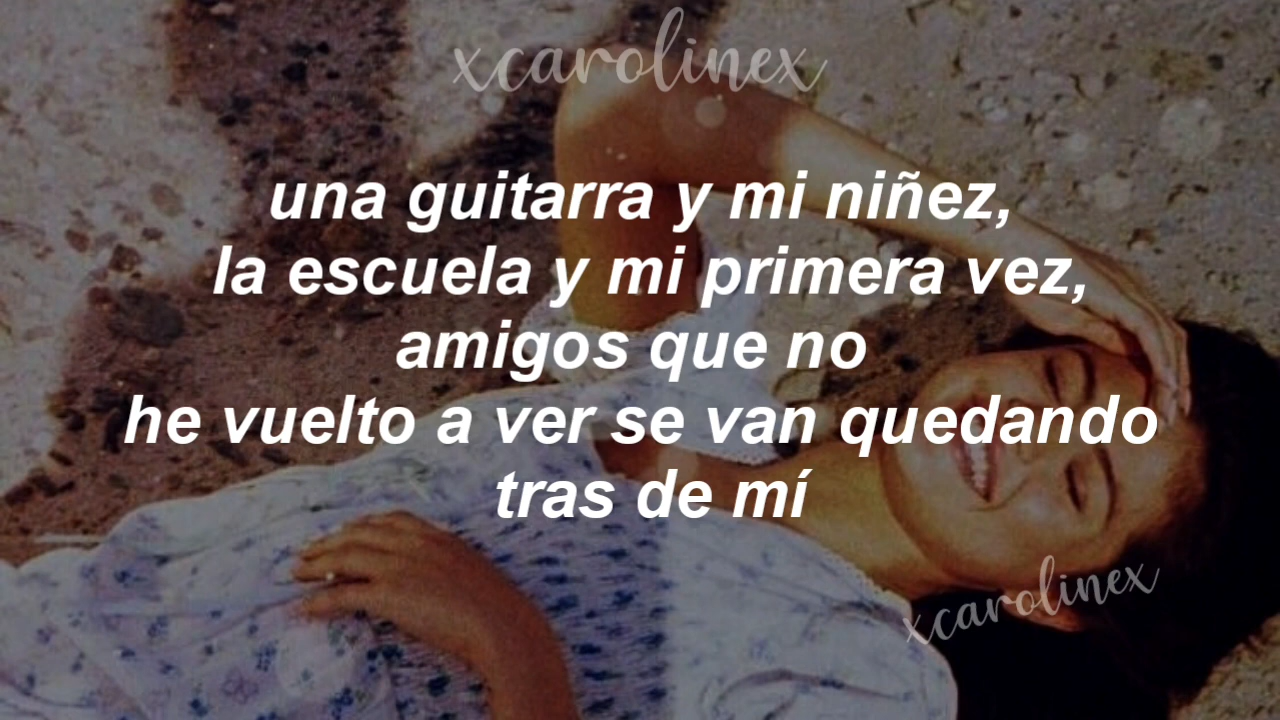 xcarolinex
una guitarra y mi niñez,
la escuela y mi primera vez,
amigos que no
he vuelto a ver se van quedando
tras de mí
xcarolinex